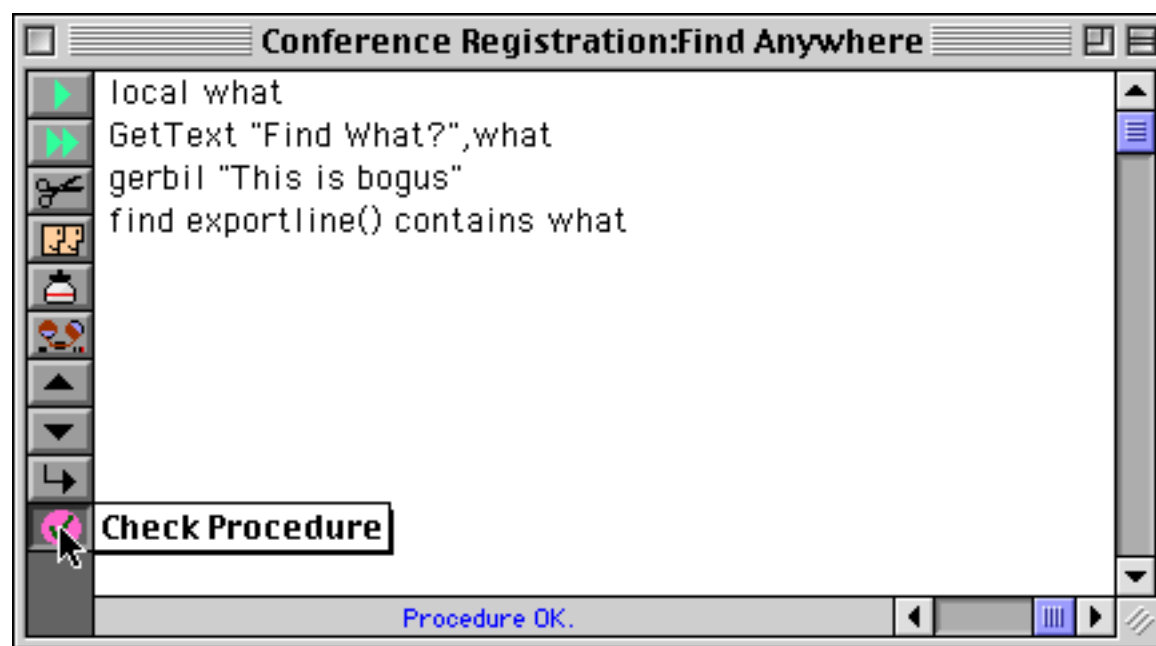 Conference Registration:Find Anywhere
local what
GetText "Find What?",what
gerbil "This is bogus"
find exportline() contains what
Check Procedure
Procedure OK.